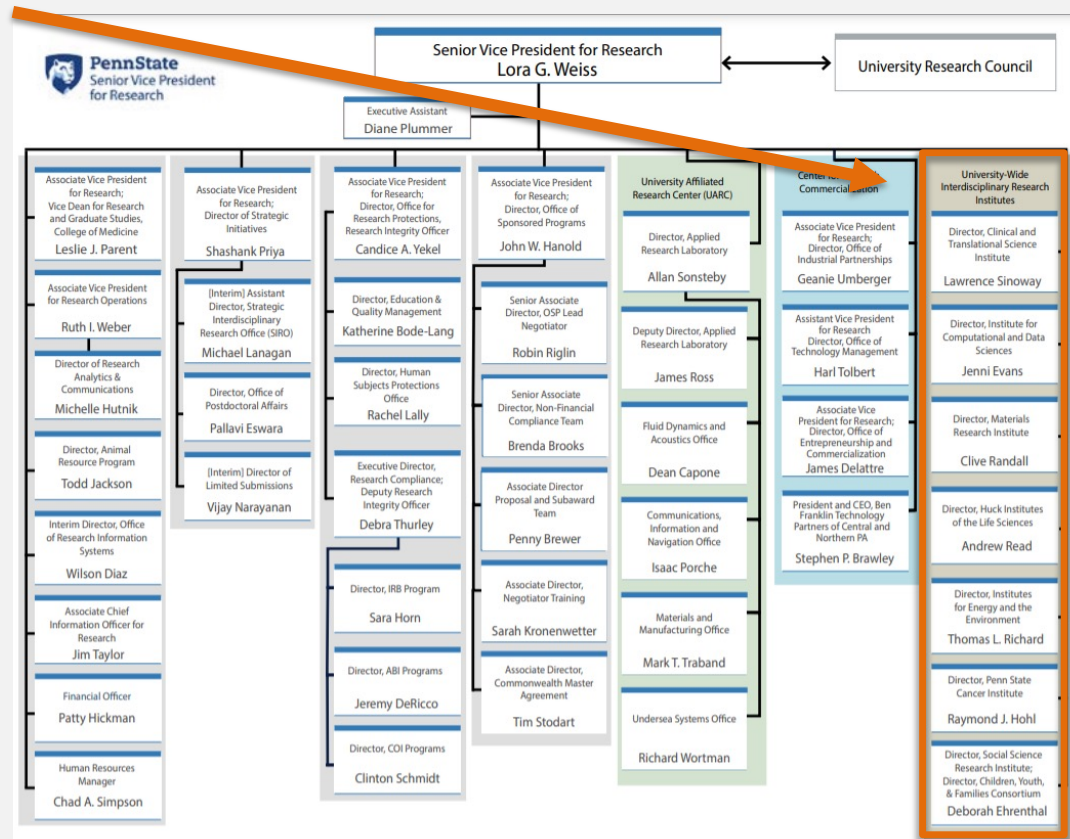 PennState
Senior Vice President
for Research
Senior Vice President for Research
Lora G. Weiss
University Research Council
Executive Assistant
Diane Plummer
Associate Vice President
for Research;
Vice Dean for Research
and Graduate Studies,
College of Medicine
Leslie J. Parent
Associate Vice President
for Research Operations
Ruth I. Weber
Director of Research
Analytics &
Communications
Michelle Hutnik
Director, Animal
Resource Program
Todd Jackson
Interim Director, Office
of Research Information
Systems
Wilson Diaz
Associate Chief
Information Officer for
Research
Jim Taylor
Financial Officer
Patty Hickman
Human Resources
Manager
Chad A. Simpson
Associate Vice President
for Research;
Director of Strategic
Initiatives
Shashank Priya
[Interim] Assistant
Director, Strategic
Interdisciplinary
Research Office (SIRO)
Michael Lanagan
Director, Office of
Postdoctoral Affairs
Pallavi Eswara
[Interim] Director of
Limited Submissions
Vijay Narayanan
Associate Vice President
for Research;
Director, Office for
Research Protections,
Research Integrity Officer
Candice A. Yekel
Director, Education &
Quality Management
Katherine Bode-Lang
Director, Human
Subjects Protections
Office
Rachel Lally
Executive Director,
Research Compliance;
Deputy Research
Integrity Officer
Debra Thurley
Director, IRB Program
Sara Horn
Director, ABI Programs
Jeremy DeRicco
Director, COI Programs
Clinton Schmidt
Associate Vice President
for Research;
Director, Office of
Sponsored Programs
John W. Hanold
Senior Associate
Director, OSP Lead
Negotiator
Robin Riglin
Senior Associate
Director, Non-Financial
Compliance Team
Brenda Brooks
Associate Director
Proposal and Subaward
Team
Penny Brewer
Associate Director,
Negotiator Training
Sarah Kronenwetter
Associate Director,
Commonwealth Master
Agreement
Tim Stodart
University Affiliated
Research Center (UARC)
Director, Applied
Research Laboratory
Allan Sonsteby
Deputy Director, Applied
Research Laboratory
James Ross
Fluid Dynamics and
Acoustics Office
Dean Capone
Communications,
Information and
Navigation Office
Isaac Porche
Materials and
Manufacturing Office
Mark T. Traband
Undersea Systems Office
Richard Wortman
Center
Commercialization
Associate Vice President
for Research;
Director, Office of
Industrial Partnerships
Geanie Umberger
Assistant Vice President
for Research
Director, Office of
Technology Management
Harl Tolbert
Associate Vice
President for Research;
Director, Office of
Entrepreneurship and
Commercialization
James Delattre
President and CEO, Ben
Franklin Technology
Partners of Central and
Northern PA
Stephen P. Brawley
University-Wide
Interdisciplinary Research
Institutes
Director, Clinical and
Translational Science
Institute
Lawrence Sinoway
Director, Institute for
Computational and Data
Sciences
Jenni Evans
Director, Materials
Research Institute
Clive Randall
Director, Huck Institutes
of the Life Sciences
Andrew Read
Director, Institutes
for Energy and the
Environment
Thomas L. Richard
Director, Penn State
Cancer Institute
Raymond J. Hohl
Director, Social Science
Research Institute;
Director, Children, Youth,
& Families Consortium
Deborah Ehrenthal